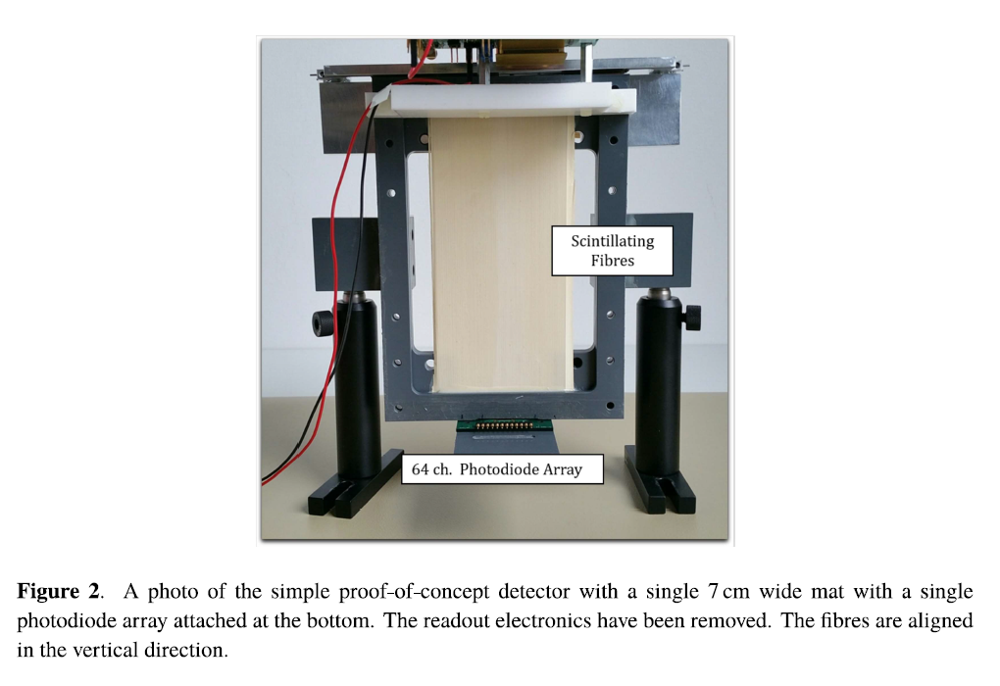 Scintillating
Fibres
64 ch.  Photodiode Array
Figure 2.  A photo of the simple proof-of-concept detector with a single 7 cm wide mat with a single
photodiode array attached at the bottom. The readout electronics have been removed. The fibres are aligned
in the vertical direction.